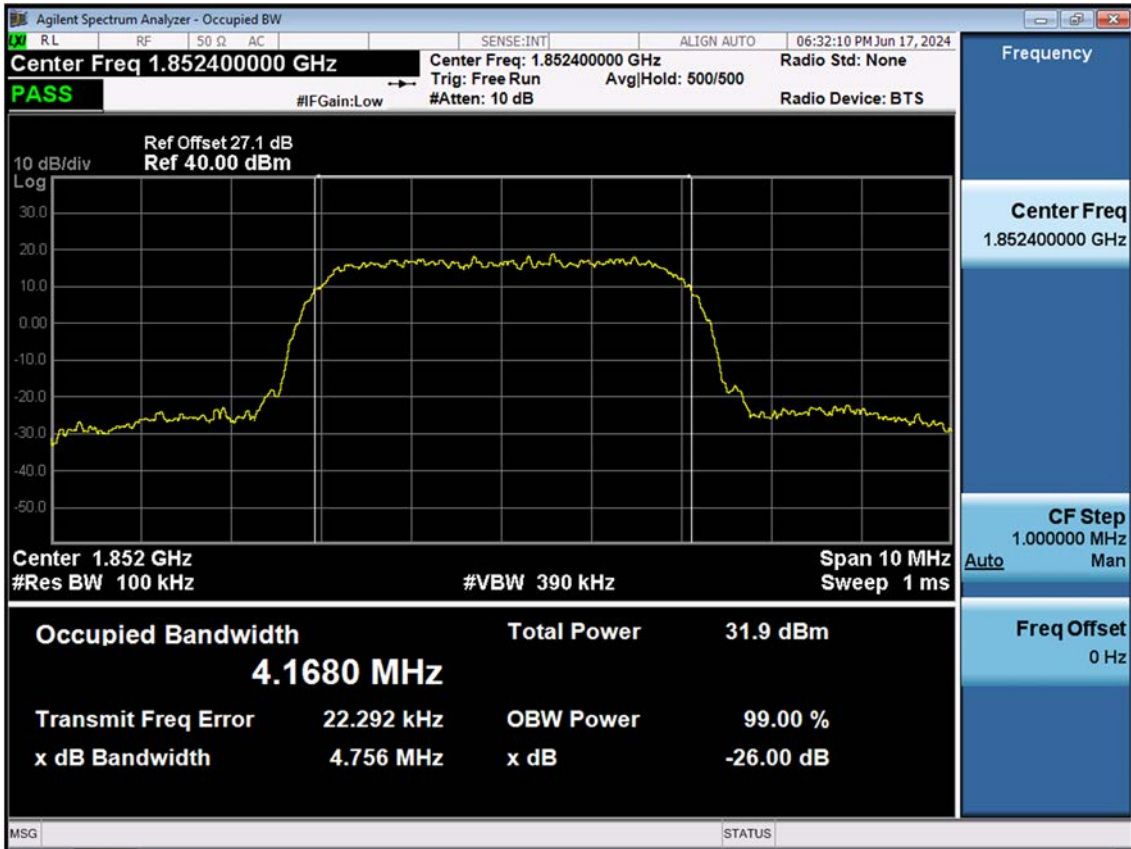 Agilent Spectrum Analyzer - Occupied BW
LXI RL RF 50 Ω AC SENSE:INT ALIGN AUTO 06:32:10 PM Jun 17, 2024
Center Freq 1.852400000 GHz
Center Freq: 1.852400000 GHz
Radio Std: None
Trig: Free Run Avg|Hold: 500/500
PASS
#IFGain:Low
#Atten: 10 dB
Radio Device: BTS
Ref Offset 27.1 dB
10 dB/div Ref 40.00 dBm
Log
30.0
20.0
10.0
0.00
-10.0
-20.0
-30.0
-40.0
-50.0
Center 1.852 GHz Span 10 MHz
#Res BW 100 kHz #VBW 390 kHz Sweep 1 ms
Occupied Bandwidth Total Power 31.9 dBm
4.1680 MHz
Transmit Freq Error 22.292 kHz OBW Power 99.00 %
x dB Bandwidth 4.756 MHz x dB -26.00 dB
MSG STATUS
Frequency
Center Freq
1.852400000 GHz
CF Step
1.000000 MHz
Auto Man
Freq Offset
0 Hz